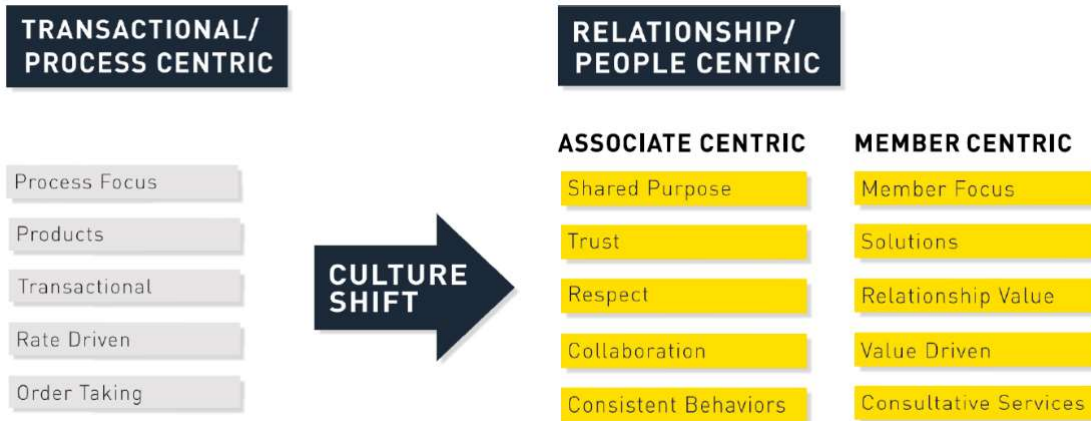 TRANSACTIONAL/
PROCESS CENTRIC
Process Focus
Products
Transactional
Rate Driven
Order Taking
CULTURE
SHIFT
RELATIONSHIP/
PEOPLE CENTRIC
ASSOCIATE CENTRIC
Shared Purpose
Trust
Respect
Collaboration
Consistent Behaviors
MEMBER CENTRIC
Member Focus
Solutions
Relationship Value
Value Driven
Consultative Services